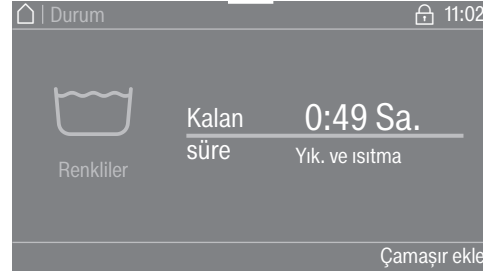 Durum 11:02
Kalan süre 0:49 Sa.
Yık. ve ısıtma
Renkliler
Çamaşır ekle